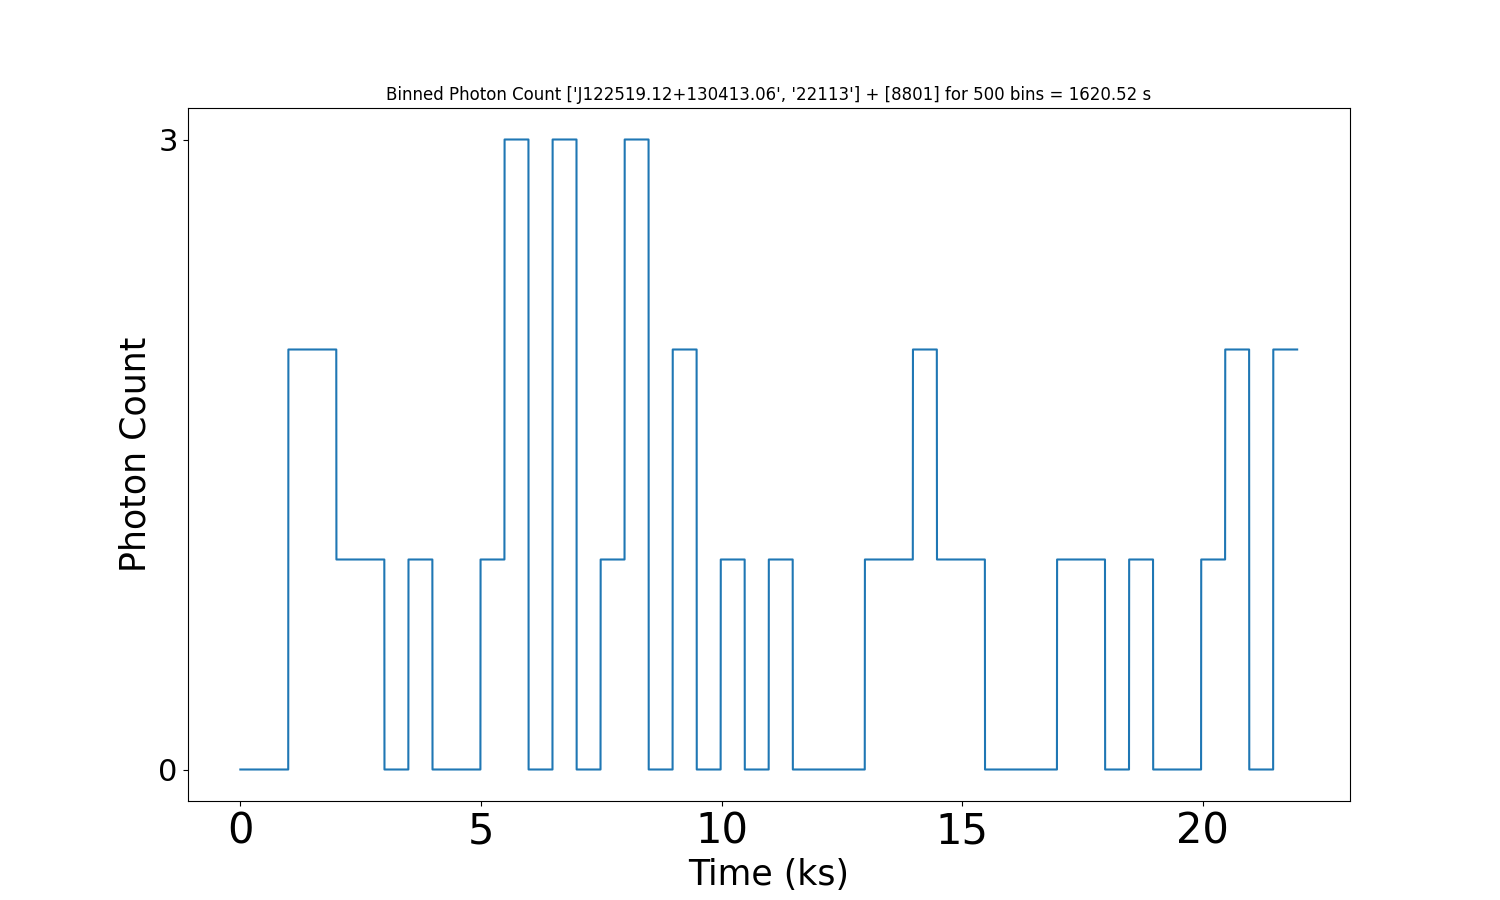 Binned Photon Count ['J122519.12+130413.06', '22113'] + [8801] for 500 bins = 1620.52 s
3
0
Photon Count
0 5 10 15 20
Time (ks)